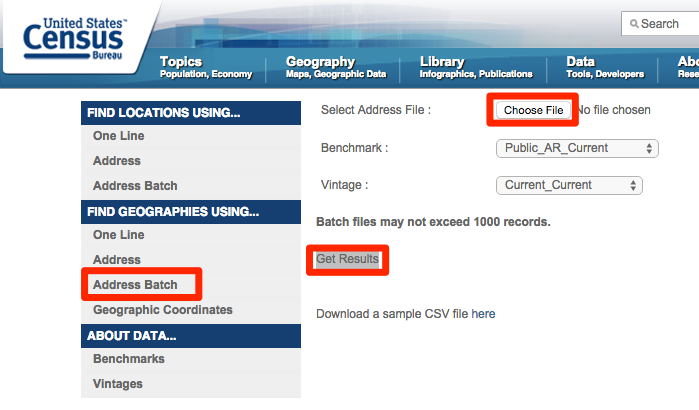 United States™
Census
Bureau
Search
Topics
Population, Economy
Geography
Maps, Geographic Data
Library
Infographics, Publications
Data
Tools, Developers
Abo
Rese
FIND LOCATIONS USING...
One Line
Address
Address Batch
FIND GEOGRAPHIES USING...
One Line
Address
Address Batch
Geographic Coordinates
ABOUT DATA...
Benchmarks
Vintages
Select Address File :
Choose File No file chosen
Benchmark :
Public_AR_Current
Vintage :
Current_Current
Batch files may not exceed 1000 records.
Get Results
Download a sample CSV file here